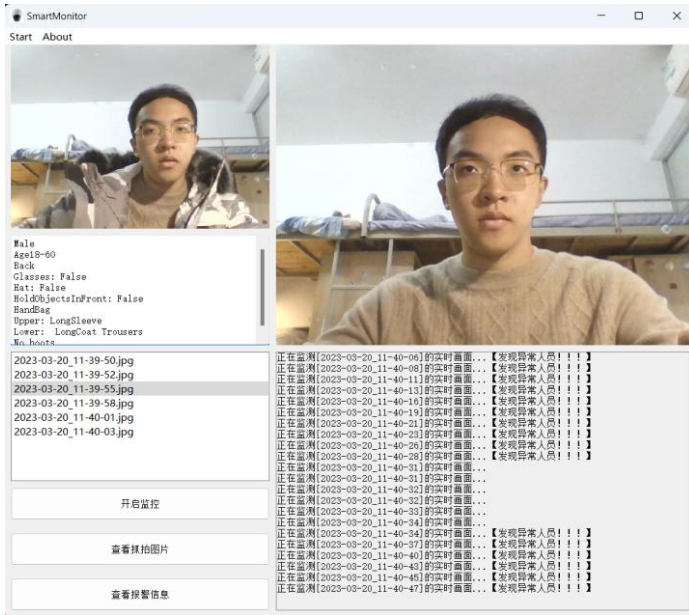 SmartMonitor
Start About
Male
Age18-60
Back
Glasses: False
Hat: False
HoldObjectsInFront: False
HandBag
Upper: LongSleeve
Lower:  LongCoat Trousers
No boots
2023-03-20_11-39-50.jpg
2023-03-20_11-39-52.jpg
2023-03-20_11-39-55.jpg
2023-03-20_11-39-58.jpg
2023-03-20_11-40-01.jpg
2023-03-20_11-40-03.jpg
开启监控
查看抓拍图片
查看报警信息
正在监测[2023-03-20_11-40-06]的实时画面...【发现异常人员！！！】
正在监测[2023-03-20_11-40-08]的实时画面...【发现异常人员！！！】
正在监测[2023-03-20_11-40-11]的实时画面...【发现异常人员！！！】
正在监测[2023-03-20_11-40-13]的实时画面...【发现异常人员！！！】
正在监测[2023-03-20_11-40-16]的实时画面...【发现异常人员！！！】
正在监测[2023-03-20_11-40-19]的实时画面...【发现异常人员！！！】
正在监测[2023-03-20_11-40-21]的实时画面...【发现异常人员！！！】
正在监测[2023-03-20_11-40-23]的实时画面...【发现异常人员！！！】
正在监测[2023-03-20_11-40-26]的实时画面...【发现异常人员！！！】
正在监测[2023-03-20_11-40-28]的实时画面...【发现异常人员！！！】
正在监测[2023-03-20_11-40-31]的实时画面...
正在监测[2023-03-20_11-40-31]的实时画面...
正在监测[2023-03-20_11-40-32]的实时画面...
正在监测[2023-03-20_11-40-32]的实时画面...
正在监测[2023-03-20_11-40-33]的实时画面...
正在监测[2023-03-20_11-40-34]的实时画面...
正在监测[2023-03-20_11-40-34]的实时画面...【发现异常人员！！！】
正在监测[2023-03-20_11-40-37]的实时画面...【发现异常人员！！！】
正在监测[2023-03-20_11-40-40]的实时画面...【发现异常人员！！！】
正在监测[2023-03-20_11-40-43]的实时画面...【发现异常人员！！！】
正在监测[2023-03-20_11-40-45]的实时画面...【发现异常人员！！！】
正在监测[2023-03-20_11-40-47]的实时画面...【发现异常人员！！！】